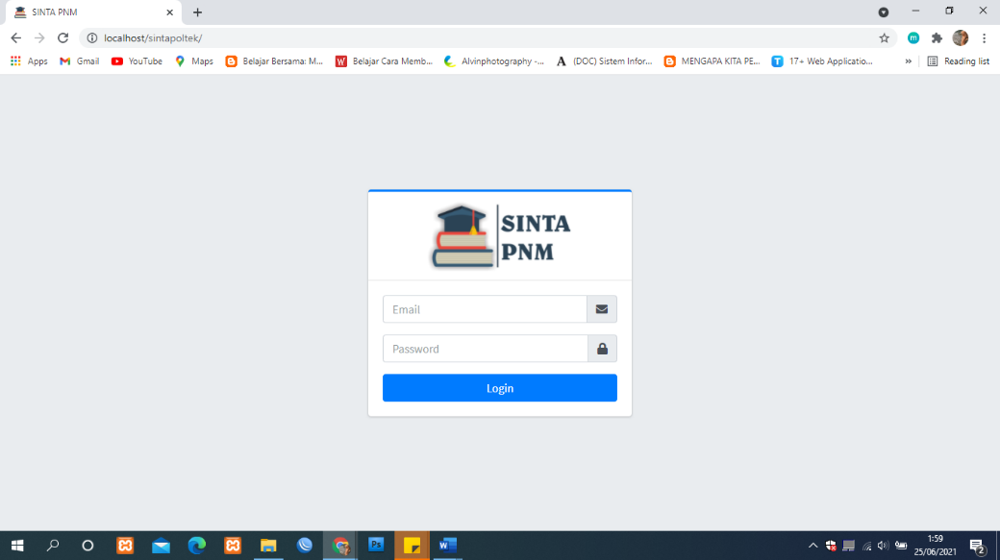 SINTA PNM
localhost/sintapoltek/
Apps
Gmail
YouTube
Maps
Belajar Bersama: M...
Belajar Cara Memb...
Alvinphotography -...
(DOC) Sistem Infor...
MENGAPA KITA PE...
17+ Web Applicatio...
»
Reading list
SINTA
PNM
Email
Password
Login
1:59
25/06/2021
2